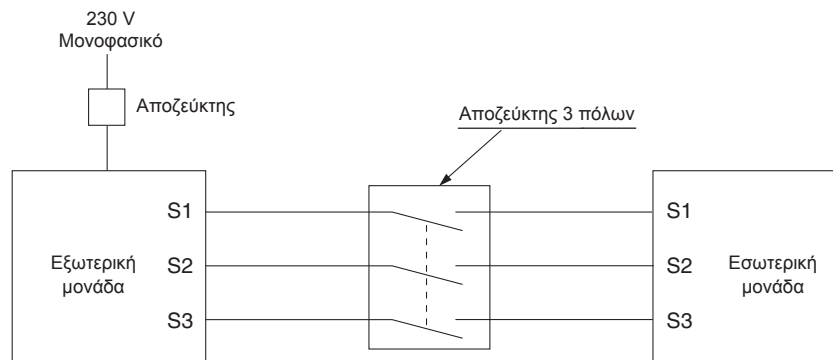 230 V
Μονοφασικό
Αποζεύκτης
Αποζεύκτης 3 πόλων
S1
S1
Εξωτερική
μονάδα
S2
S2
Εσωτερική
μονάδα
S3
S3